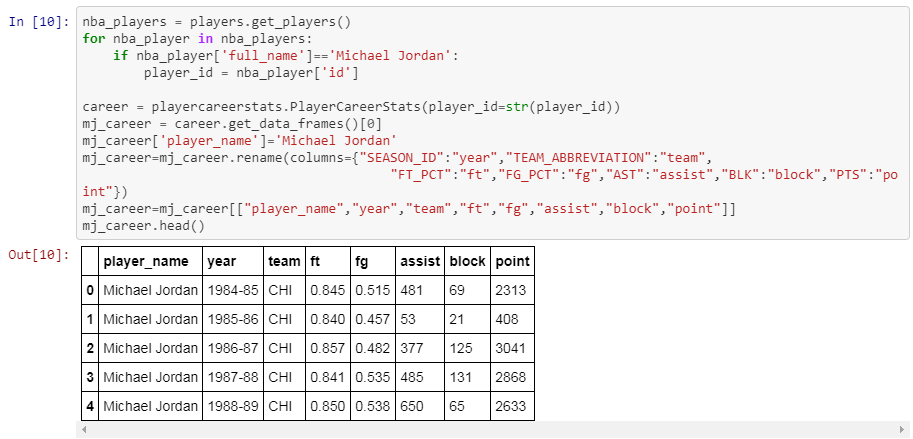 In [10]: nba_players = players.get_players()
for nba_player in nba_players:
    if nba_player['full_name']=='Michael Jordan':
        player_id = nba_player['id']

career = playercareerstats.PlayerCareerStats(player_id=str(player_id))
mj_career = career.get_data_frames()[0]
mj_career['player_name']='Michael Jordan'
mj_career=mj_career.rename(columns={"SEASON_ID":"year","TEAM_ABBREVIATION":"team",
                                    "FT_PCT":"ft","FG_PCT":"fg","AST":"assist","BLK":"block","PTS":"po
int"})
mj_career=mj_career[["player_name","year","team","ft","fg","assist","block","point"]]
mj_career.head()
Out[10]:
player_name year team ft fg assist block point
0 Michael Jordan 1984-85 CHI 0.845 0.515 481 69 2313
1 Michael Jordan 1985-86 CHI 0.840 0.457 53 21 408
2 Michael Jordan 1986-87 CHI 0.857 0.482 377 125 3041
3 Michael Jordan 1987-88 CHI 0.841 0.535 485 131 2868
4 Michael Jordan 1988-89 CHI 0.850 0.538 650 65 2633